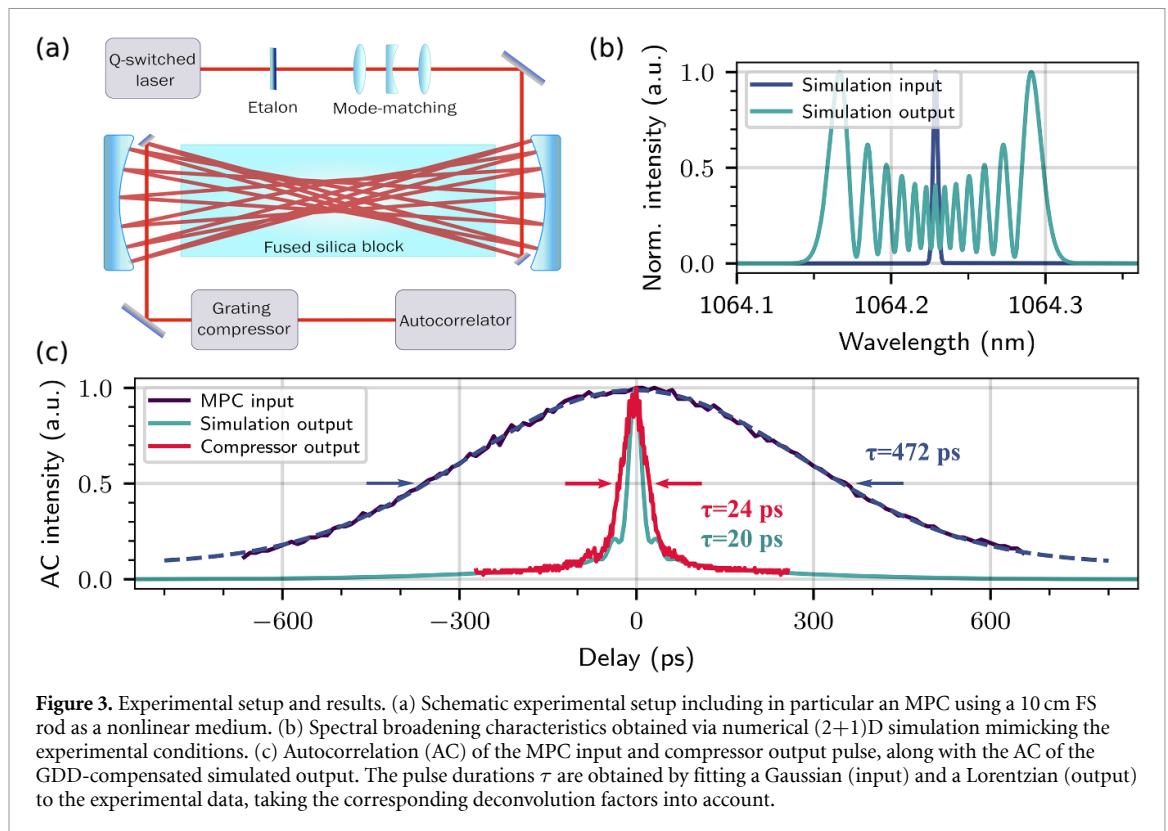 (a)
Q-switched
laser
Etalon
Mode-matching
Fused silica block
Grating
compressor
Autocorrelator
(b)
Norm. intensity (a.u.)
1.0
0.5
0.0
Simulation input
Simulation output
1064.1
1064.2
1064.3
Wavelength (nm)
(c)
AC intensity (a.u.)
1.0
0.5
0.0
MPC input
Simulation output
Compressor output
τ=472 ps
τ=24 ps
τ=20 ps
−600
−300
0
300
600
Delay (ps)
Figure 3. Experimental setup and results. (a) Schematic experimental setup including in particular an MPC using a 10 cm FS
rod as a nonlinear medium. (b) Spectral broadening characteristics obtained via numerical (2+1)D simulation mimicking the
experimental conditions. (c) Autocorrelation (AC) of the MPC input and compressor output pulse, along with the AC of the
GDD-compensated simulated output. The pulse durations τ are obtained by fitting a Gaussian (input) and a Lorentzian (output)
to the experimental data, taking the corresponding deconvolution factors into account.